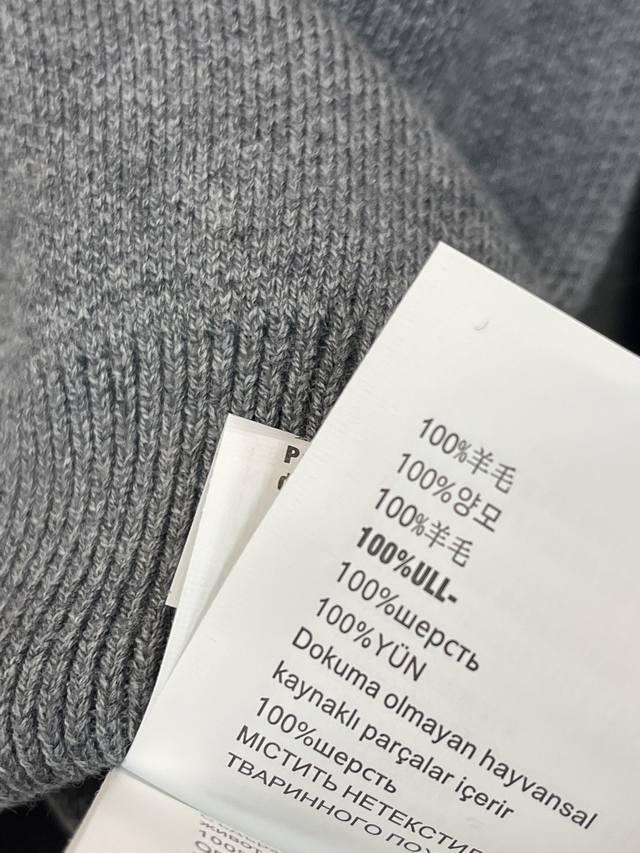 100%羊毛
100%양모
100%羊毛
100%ULL-
100%шерсть
100%YÜN
Dokuma olmayan hayvansal
kaynaklı parçalar içerir
100%шерсть
МІСТИТЬ НЕТЕКСТИЛ
ТВАРИННОГО ПО